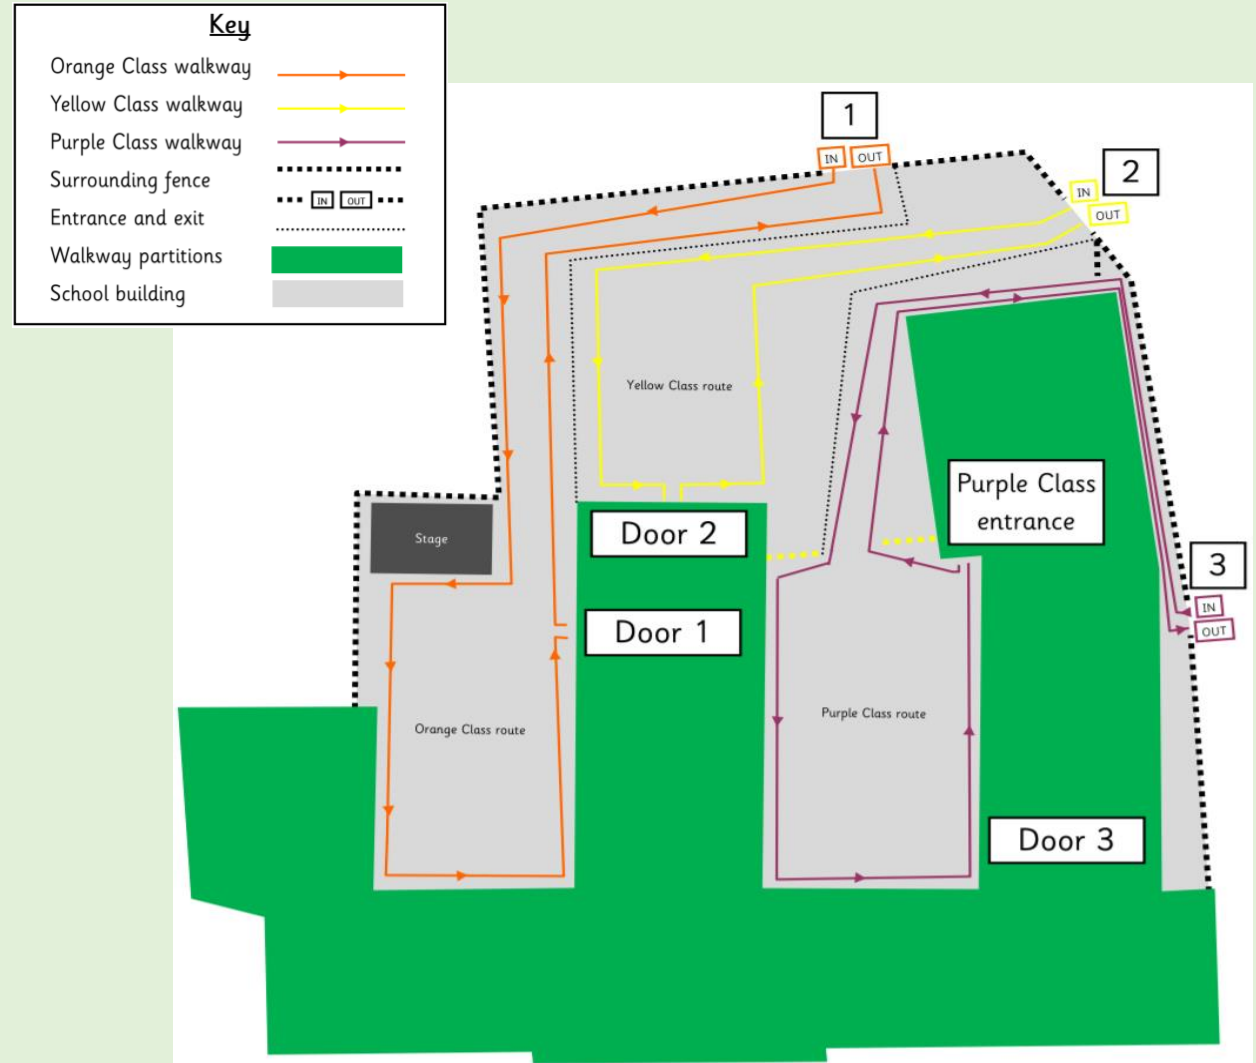 Key
Orange Class walkway
Yellow Class walkway
Purple Class walkway
Surrounding fence
IN OUT
Entrance and exit
Walkway partitions
School building
1
IN OUT
2
IN
OUT
Yellow Class route
Purple Class
entrance
Stage
Door 2
3
IN
OUT
Door 1
Purple Class route
Orange Class route
Door 3